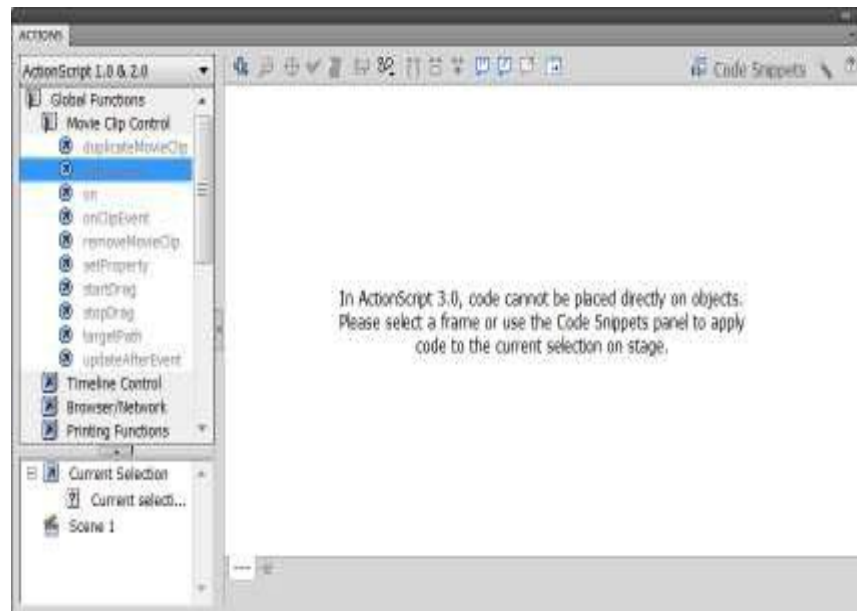 ACTIONS
ActionScript 1.0 & 2.0
Code Snippets
Global Functions
Movie Clip Control
duplicateMovieClip
on
onClipEvent
removeMovieClip
setProperty
startDrag
stopDrag
targetPath
updateAfterEvent
Timeline Control
Browser/Network
Printing Functions
In ActionScript 3.0, code cannot be placed directly on objects.
Please select a frame or use the Code Snippets panel to apply
code to the current selection on stage.
Current Selection
Current selecti...
Scene 1